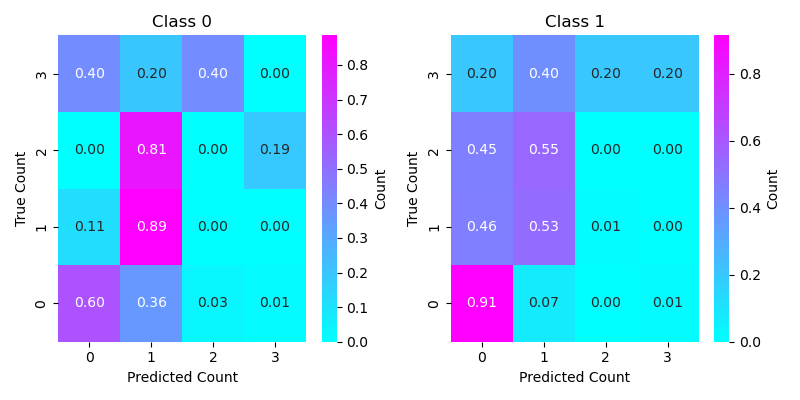 Class 0
True Count
3 0.40 0.20 0.40 0.00
2 0.00 0.81 0.00 0.19
1 0.11 0.89 0.00 0.00
0 0.60 0.36 0.03 0.01
0 1 2 3
Predicted Count
0.8
0.7
0.6
0.5
0.4
0.3
0.2
0.1
0.0
Count
Class 1
True Count
3 0.20 0.40 0.20 0.20
2 0.45 0.55 0.00 0.00
1 0.46 0.53 0.01 0.00
0 0.91 0.07 0.00 0.01
0 1 2 3
Predicted Count
0.8
0.6
0.4
0.2
0.0
Count